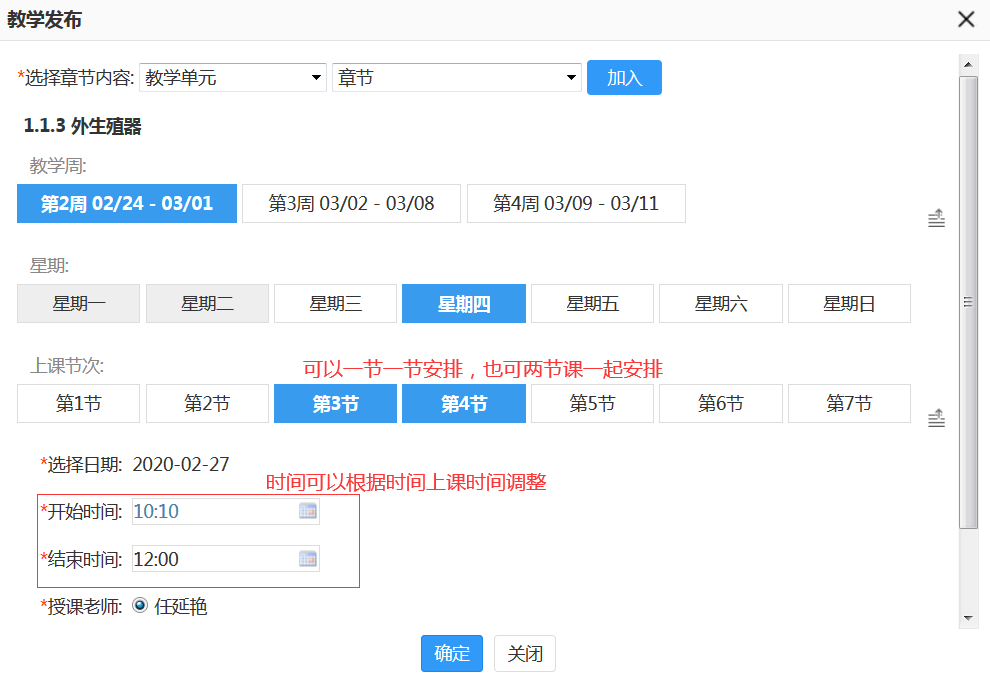 教学发布
*选择章节内容: 教学单元 章节 加入
1.1.3 外生殖器
教学周:
第2周 02/24 - 03/01 第3周 03/02 - 03/08 第4周 03/09 - 03/11
星期:
星期一 星期二 星期三 星期四 星期五 星期六 星期日
上课节次:
可以一节一节安排，也可两节课一起安排
第1节 第2节 第3节 第4节 第5节 第6节 第7节
*选择日期: 2020-02-27
时间可以根据时间上课时间调整
*开始时间: 10:10
*结束时间: 12:00
*授课老师: 任延艳
确定 关闭